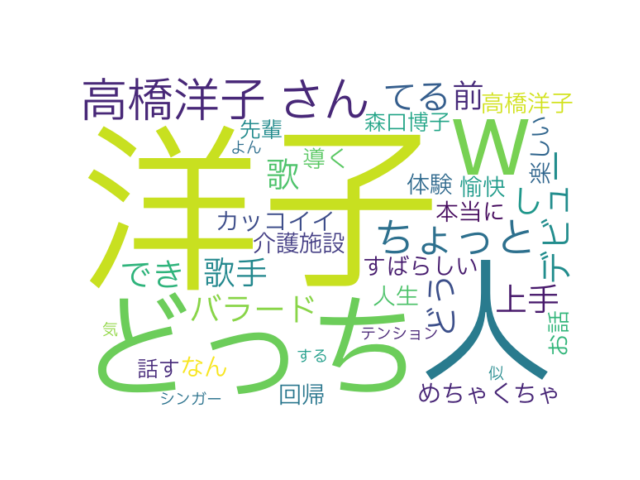 高橋洋子 さん てる 前 高橋洋子
先輩 森口博子 w 楽しい
よん 導く
洋子 歌 体験 愉快 し デビュー
カッコイイ 本当に
介護施設 ちょっと
でき 歌手 すばらしい 人
どっち バラード 人生 上手 お話
気 テンション
話す なん する 似
シンガー 回帰 めちゃくちゃ